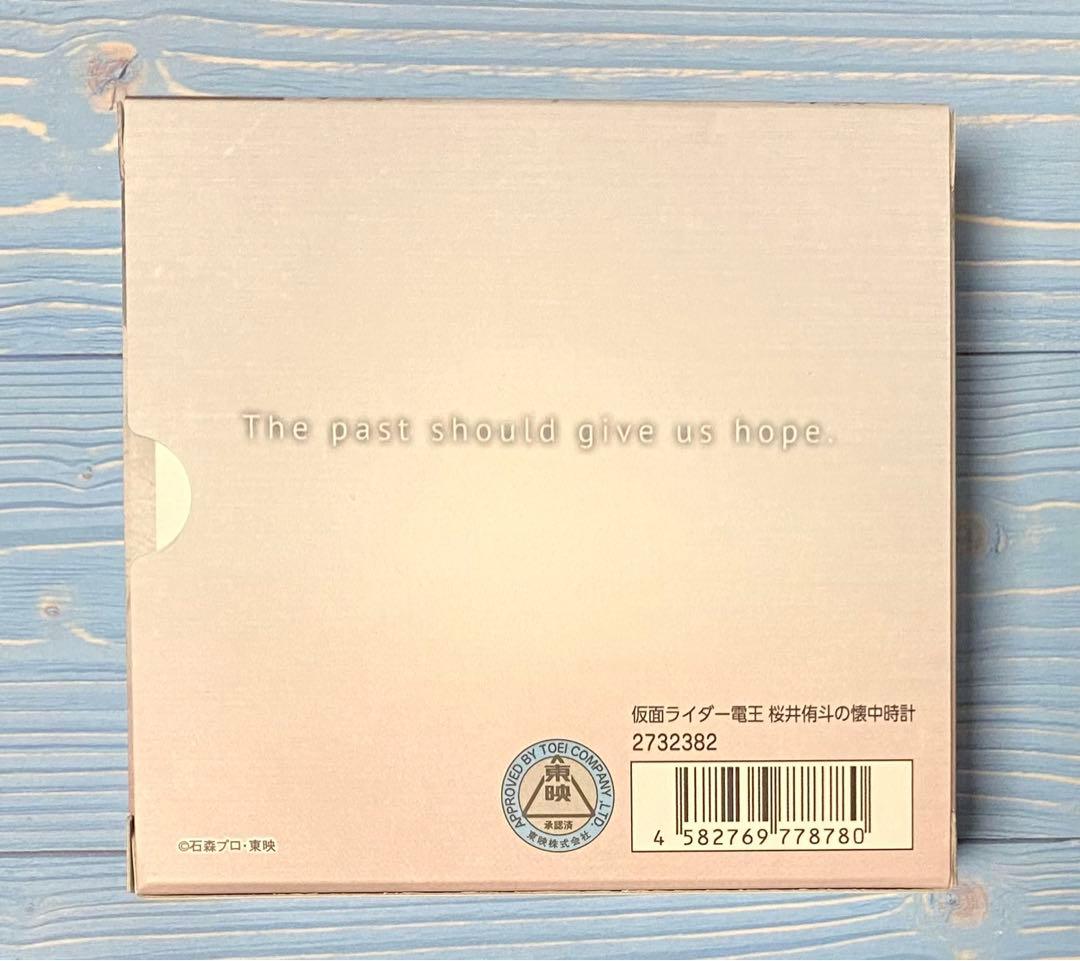 The past should give us hope.
仮面ライダー電王 桜井侑斗の懐中時計
2732382
APPROVED BY TOEI COMPANY, LTD.
東映
承認済
東映株式会社
4 582769 778780
©石森プロ・東映